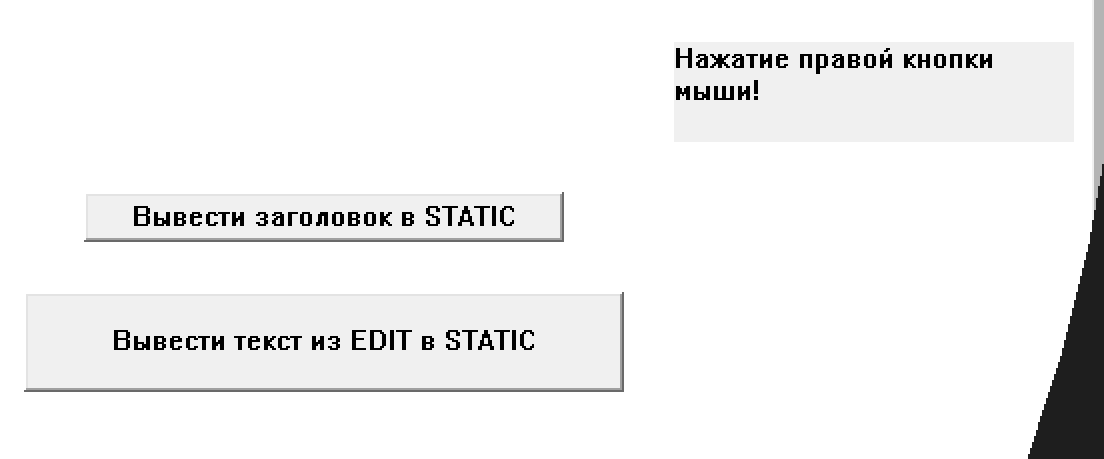 Нажатие правой кнопки
мыши!
Вывести заголовок в STATIC
Вывести текст из EDIT в STATIC